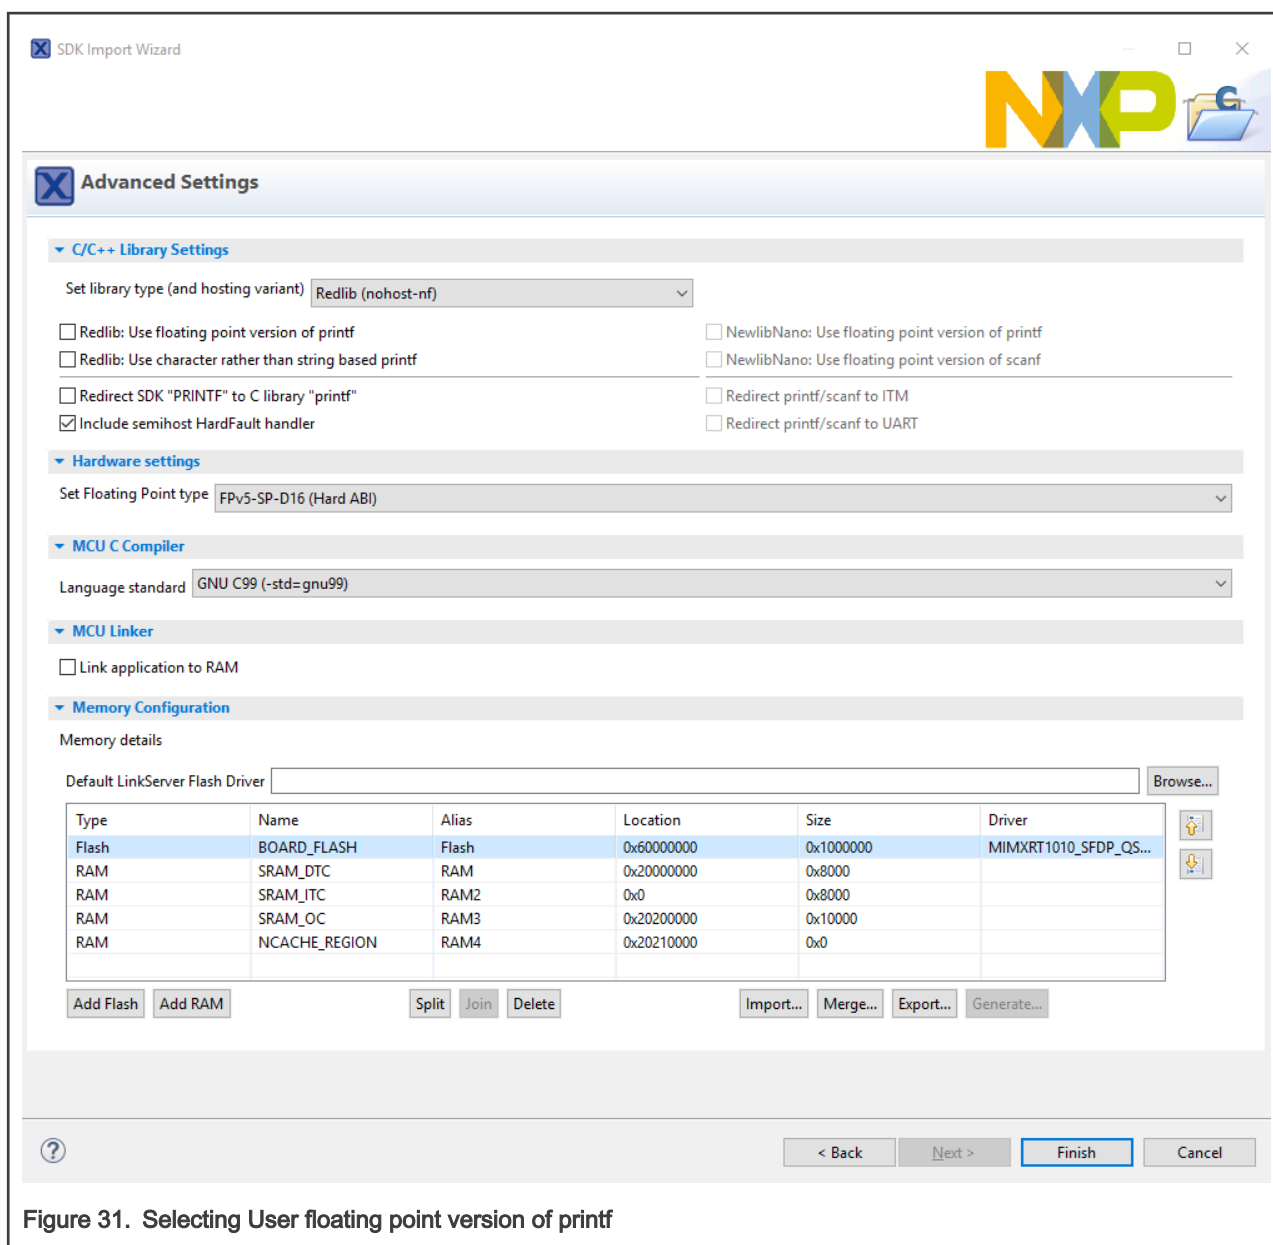 SDK Import Wizard
NXP
C
Advanced Settings
C/C++ Library Settings
Set library type (and hosting variant) Redlib (nohost-nf)
Redlib: Use floating point version of printf NewlibNano: Use floating point version of printf
Redlib: Use character rather than string based printf NewlibNano: Use floating point version of scanf
Redirect SDK "PRINTF" to C library "printf" Redirect printf/scanf to ITM
Include semihost HardFault handler Redirect printf/scanf to UART
Hardware settings
Set Floating Point type FPv5-SP-D16 (Hard ABI)
MCU C Compiler
Language standard GNU C99 (-std=gnu99)
MCU Linker
Link application to RAM
Memory Configuration
Memory details
Default LinkServer Flash Driver Browse...
Type Name Alias Location Size Driver
Flash BOARD_FLASH Flash 0x60000000 0x1000000 MIMXRT1010_SFDP_QS...
RAM SRAM_DTC RAM 0x20000000 0x8000
RAM SRAM_ITC RAM2 0x0 0x8000
RAM SRAM_OC RAM3 0x20200000 0x10000
RAM NCACHE_REGION RAM4 0x20210000 0x0
Add Flash Add RAM Split Join Delete Import... Merge... Export... Generate...
? < Back Next > Finish Cancel
Figure 31. Selecting User floating point version of printf